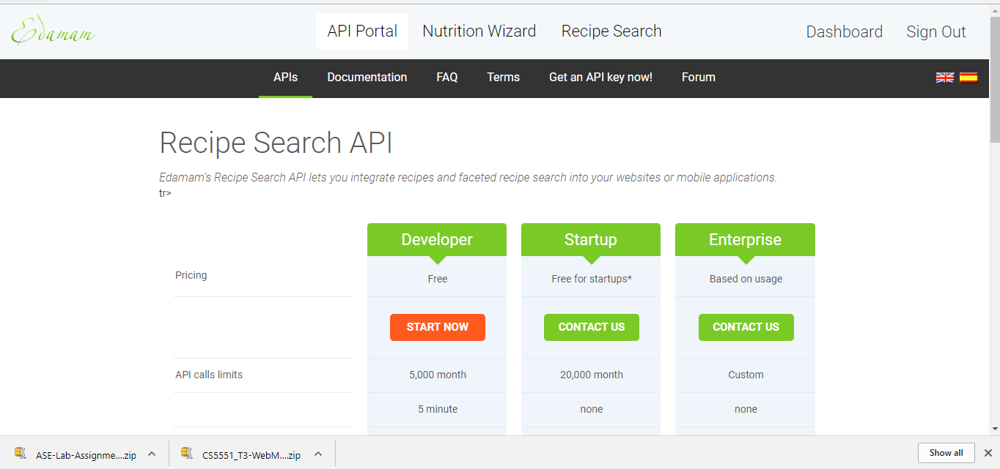 Edamam
API Portal Nutrition Wizard Recipe Search Dashboard Sign Out
APIs Documentation FAQ Terms Get an API key now! Forum
Recipe Search API
Edamam's Recipe Search API lets you integrate recipes and faceted recipe search into your websites or mobile applications.
tr>
Developer Startup Enterprise
Pricing Free Free for startups* Based on usage
START NOW CONTACT US CONTACT US
API calls limits 5,000 month 20,000 month Custom
5 minute none none
ASE-Lab-Assignme....zip CS5551_T3-WebM....zip Show all